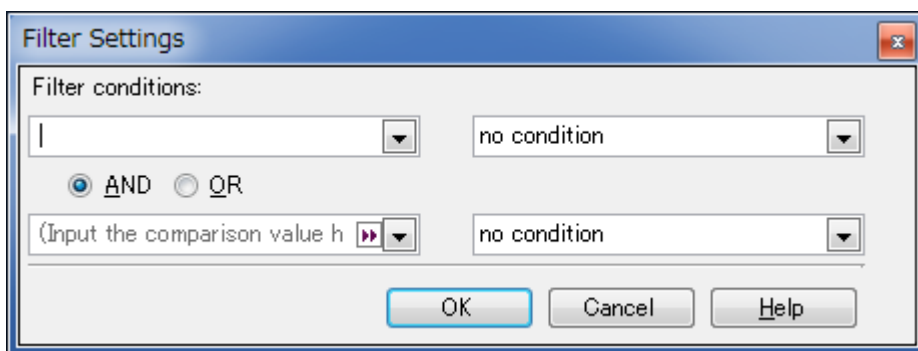 Filter Settings
Filter conditions:
no condition
AND OR
(Input the comparison value h no condition
OK Cancel Help